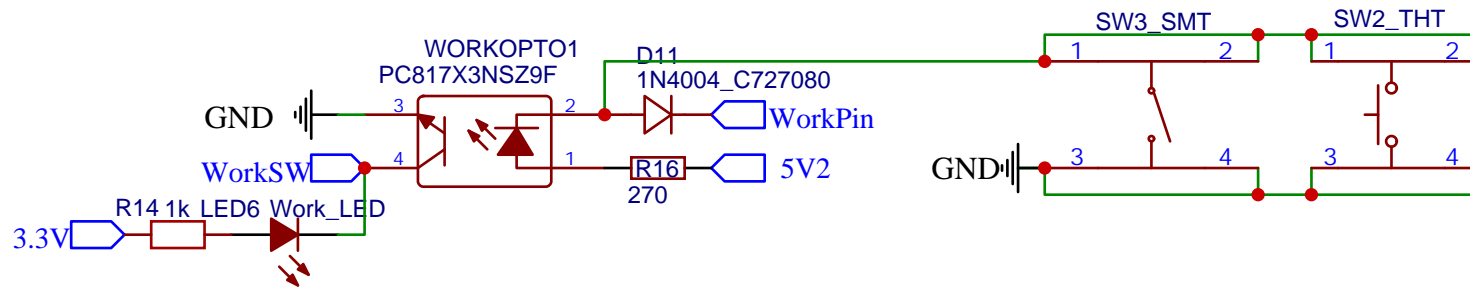 SW3_SMT
SW2_THT
1 2
1 2
WORKOPTO1
PC817X3NSZ9F
D11
1N4004_C727080
GND
3
2
WorkPin
WorkSW
4
1
R16
270
5V2
GND
3 4
3 4
R14 1k LED6 Work_LED
3.3V